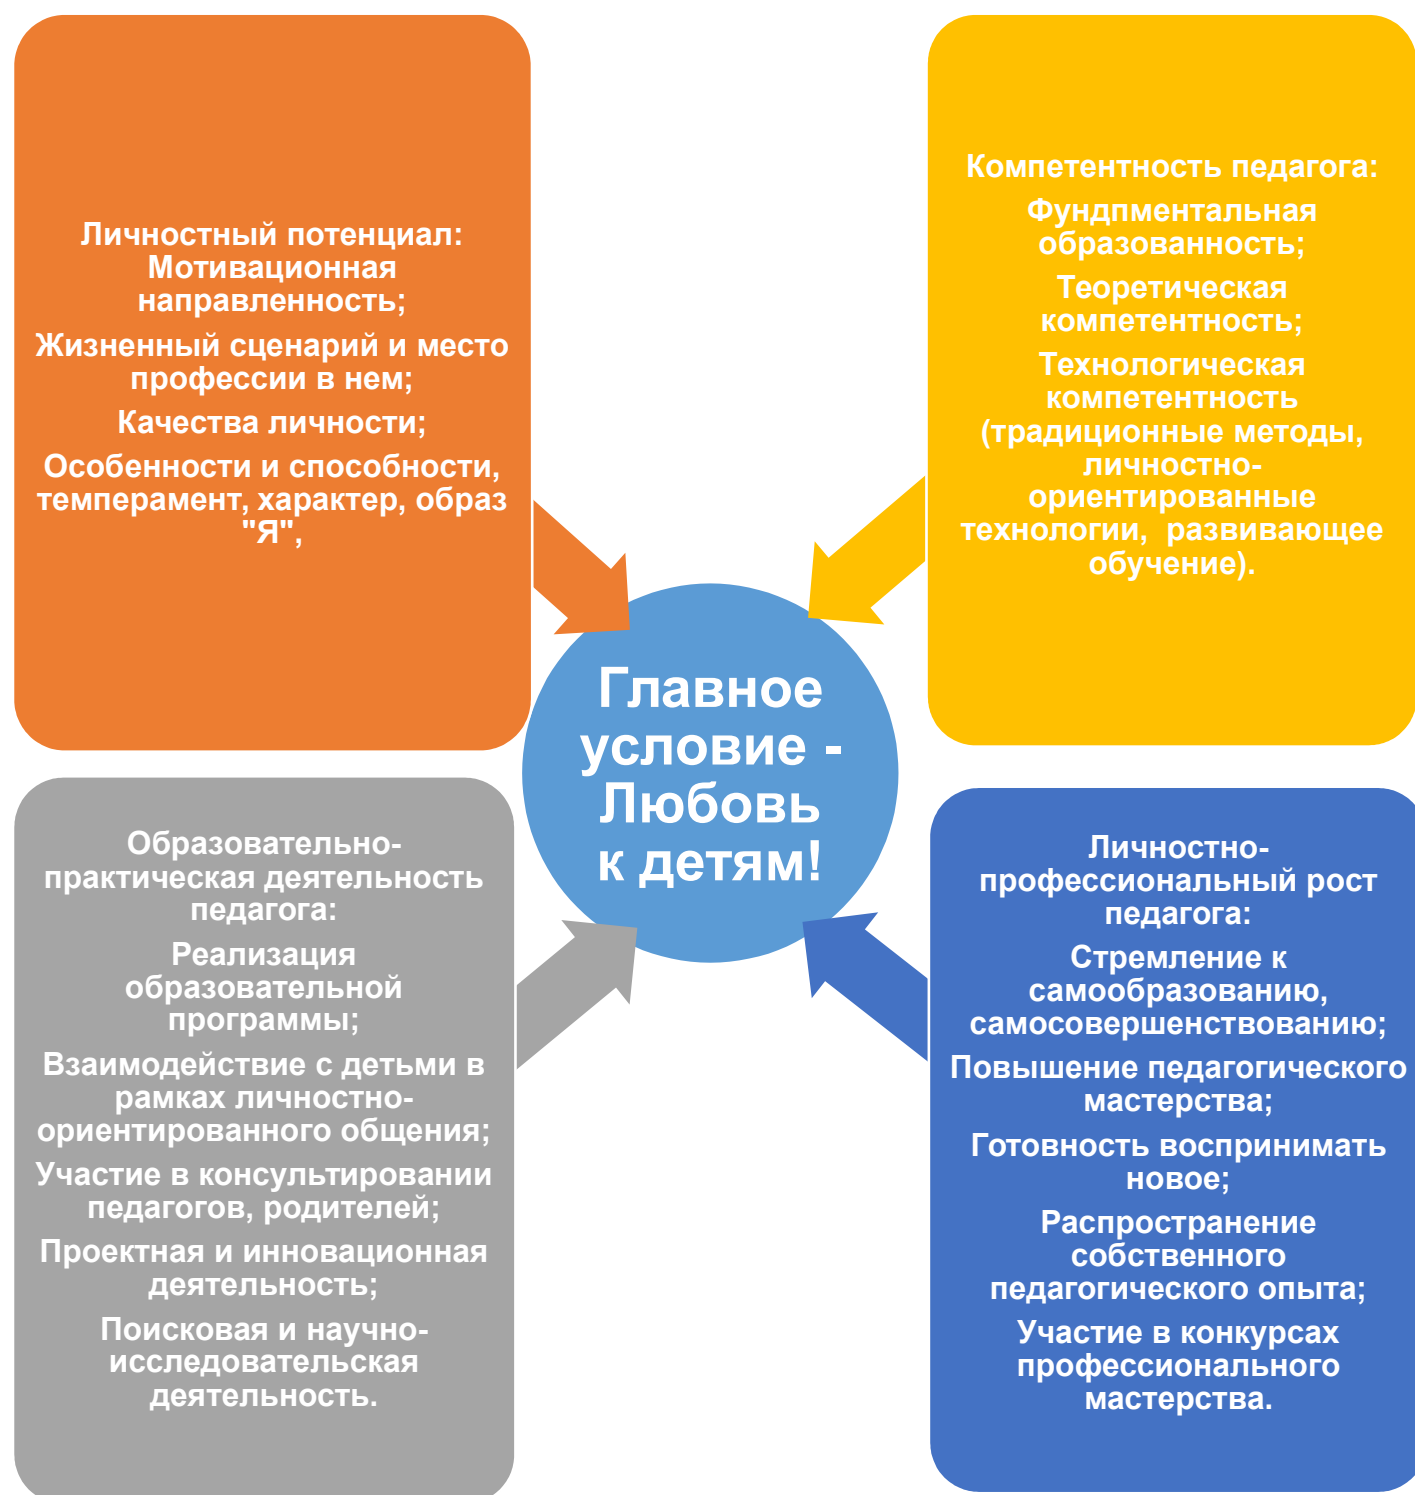 Личностный потенциал:
Мотивационная
направленность;
Жизненный сценарий и место
профессии в нем;
Качества личности;
Особенности и способности,
темперамент, характер, образ
"Я",
Компетентность педагога:
Фундпментальная
образованность;
Теоретическая
компетентность;
Технологическая
компетентность
(традиционные методы,
личностно-
ориентированные
технологии, развивающее
обучение).
Главное
условие -
Любовь
к детям!
Образовательно-
практическая деятельность
педагога:
Реализация
образовательной
программы;
Взаимодействие с детьми в
рамках личностно-
ориентированного общения;
Участие в консультировании
педагогов, родителей;
Проектная и инновационная
деятельность;
Поисковая и научно-
исследовательская
деятельность.
Личностно-
профессиональный рост
педагога:
Стремление к
самообразованию,
самосовершенствованию;
Повышение педагогического
мастерства;
Готовность воспринимать
новое;
Распространение
собственного
педагогического опыта;
Участие в конкурсах
профессионального
мастерства.